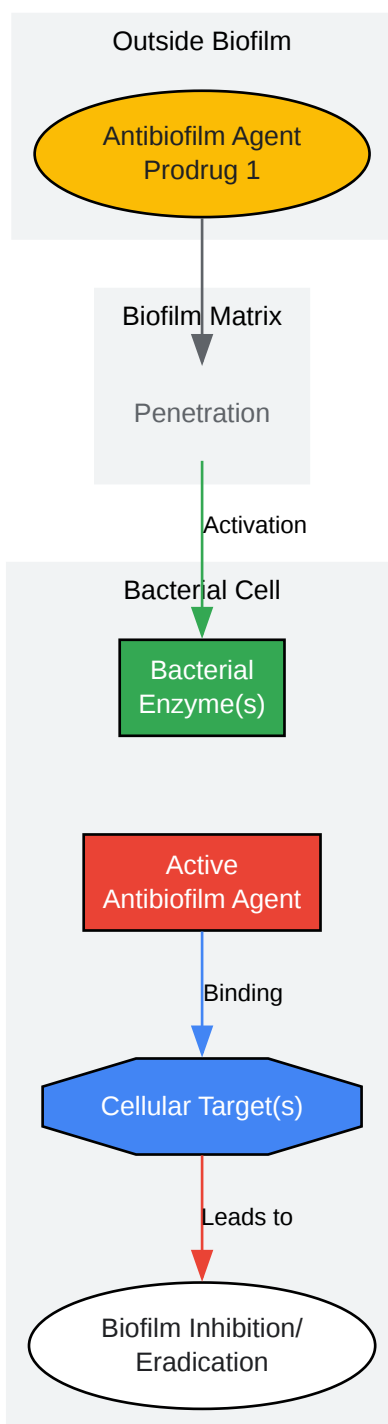 Outside Biofilm
Antibiofilm Agent
Prodrug 1
Biofilm Matrix
Penetration
Activation
Bacterial Cell
Bacterial
Enzyme(s)
Active
Antibiofilm Agent
Binding
Cellular Target(s)
Leads to
Biofilm Inhibition/
Eradication